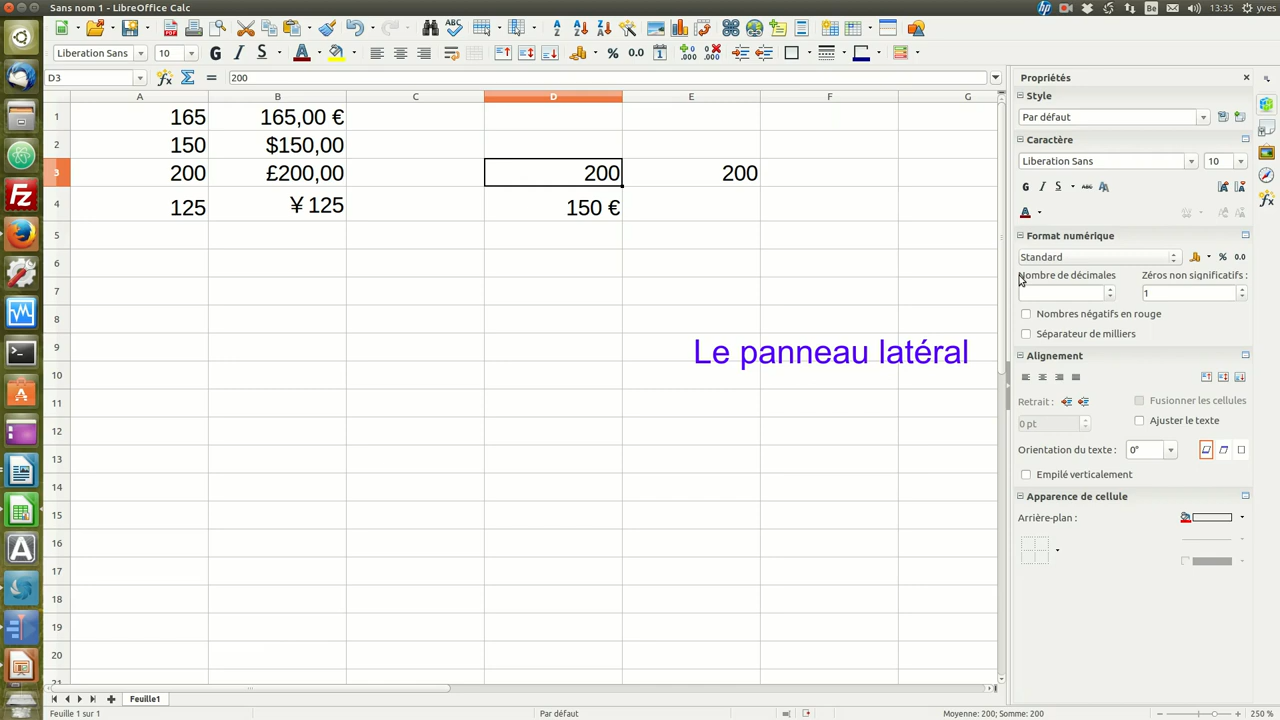 Sans nom 1 - LibreOffice Calc
Be
13:35
yves
Liberation Sans
10
D3
200
A B C D E F G
1 165 165,00 €
2 150 $150,00
3 200 £200,00 200 200
4 125 ¥ 125 150 €
5
6
7
8
9
10
11
12
13
14
15
16
17
18
19
20
21
Le panneau latéral
Feuille1
Feuille 1 sur 1
Par défaut
Moyenne: 200; Somme: 200
250 %
Propriétés
Style
Par défaut
Caractère
Liberation Sans
10
Format numérique
Standard
Nombre de décimales
Zéros non significatifs :
1
Nombres négatifs en rouge
Séparateur de milliers
Alignement
Retrait :
Fusionner les cellules
0 pt
Ajuster le texte
Orientation du texte :
0°
Empilé verticalement
Apparence de cellule
Arrière-plan :